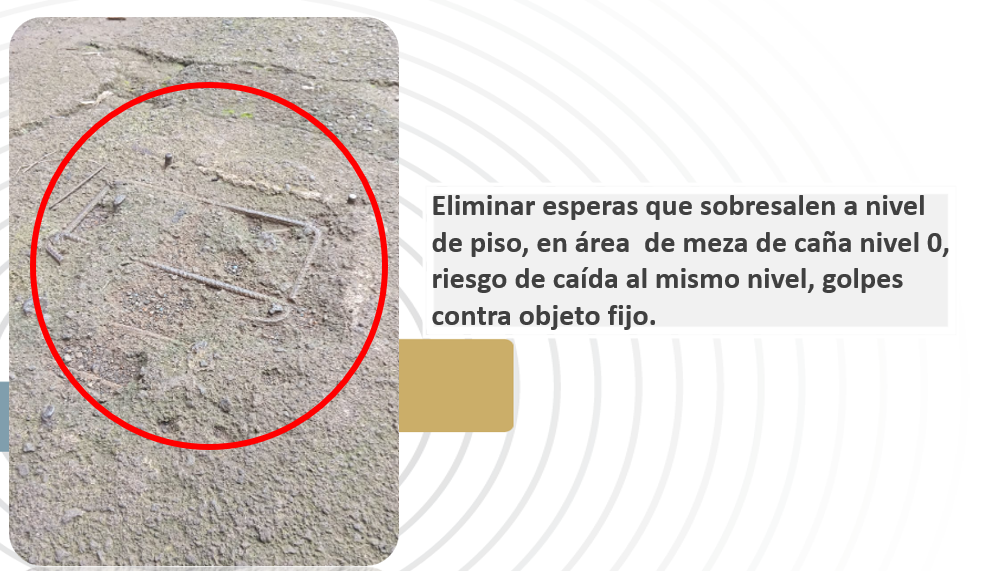 Eliminar esperas que sobresalen a nivel
de piso, en área  de meza de caña nivel 0,
riesgo de caída al mismo nivel, golpes
contra objeto fijo.